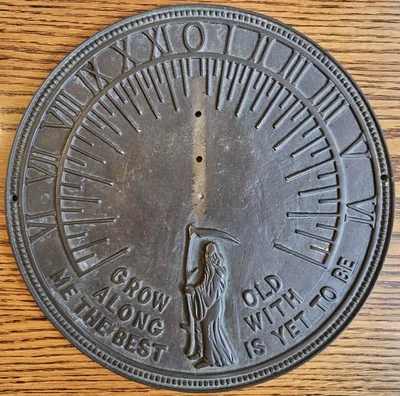 VI VII VIII IX X XI O I II III IIII V VI
GROW OLD
ALONG WITH
ME THE BEST IS YET TO BE